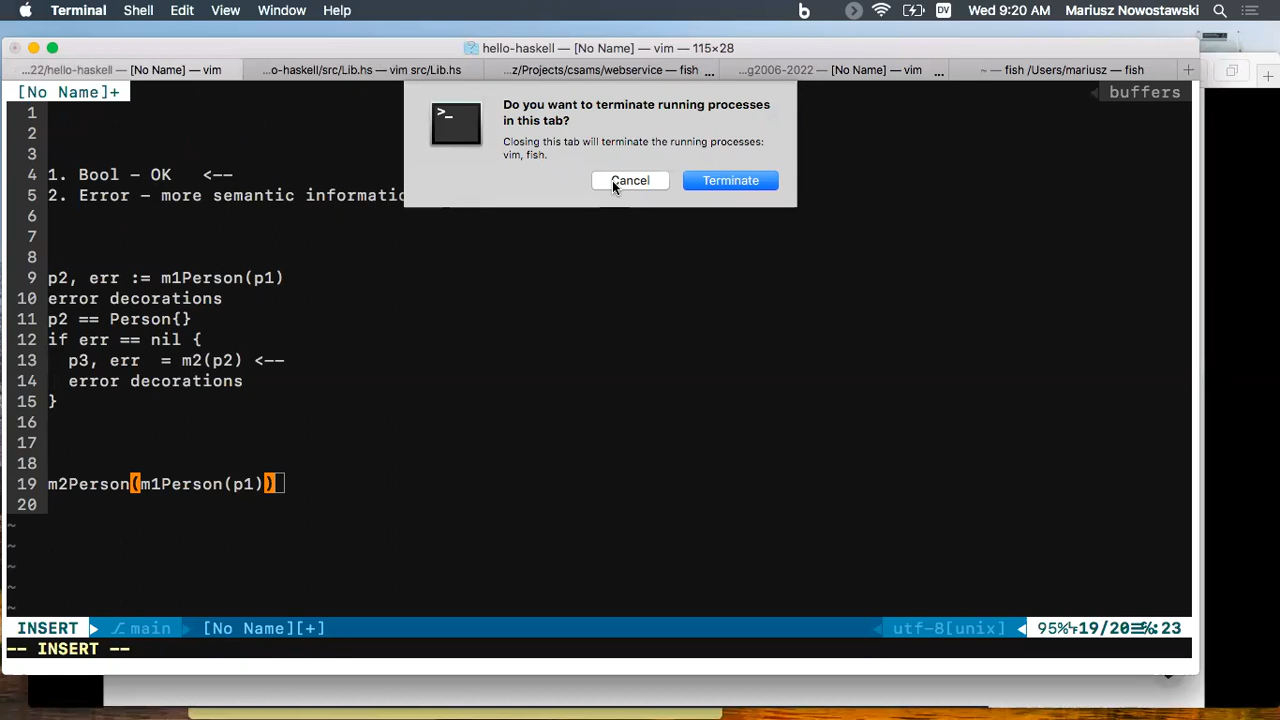 Terminal Shell Edit View Window Help DV Wed 9:20 AM Mariusz Nowostawski
hello-haskell — [No Name] — vim — 115×28
...22/hello-haskell — [No Name] — vim ...o-haskell/src/Lib.hs — vim src/Lib.hs ...z/Projects/csams/webservice — fish ... ...g2006-2022 — [No Name] — vim ... ~ — fish /Users/mariusz — fish +
[No Name]+ buffers
Do you want to terminate running processes
in this tab?
Closing this tab will terminate the running processes:
vim, fish.
Cancel Terminate
1
2
3
4 1. Bool - OK <--
5 2. Error - more semantic informatio
6
7
8
9 p2, err := m1Person(p1)
10 error decorations
11 p2 == Person{}
12 if err == nil {
13 p3, err = m2(p2) <--
14 error decorations
15 }
16
17
18
19 m2Person(m1Person(p1))
20
~
~
~
~
~
INSERT main [No Name][+] utf-8[unix] 95% 19/20 :23
-- INSERT --